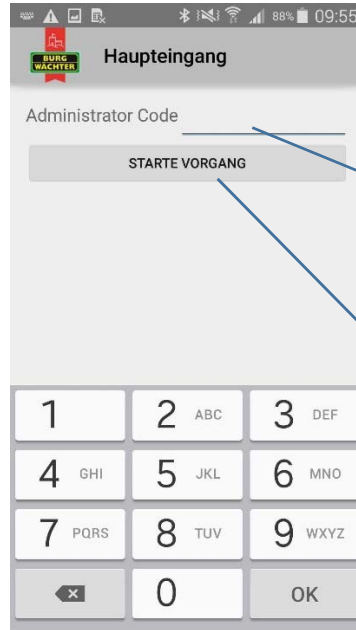 88% 09:55
BURG
WÄCHTER
Haupteingang
Administrator Code
STARTE VORGANG
1 2 ABC 3 DEF
4 GHI 5 JKL 6 MNO
7 PQRS 8 TUV 9 WXYZ
0 OK